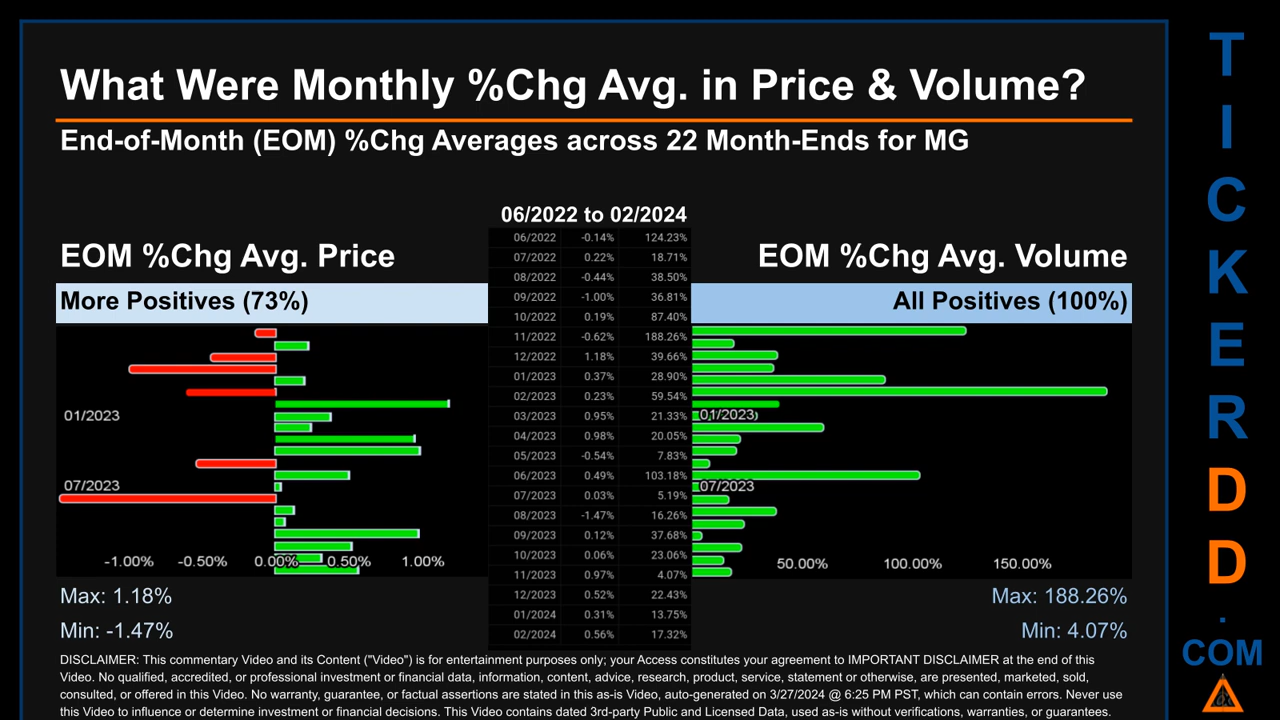 What Were Monthly %Chg Avg. in Price & Volume?
End-of-Month (EOM) %Chg Averages across 22 Month-Ends for MG
06/2022 to 02/2024
EOM %Chg Avg. Price
EOM %Chg Avg. Volume
More Positives (73%)
All Positives (100%)
06/2022 -0.14% 124.23%
07/2022 0.22% 18.71%
08/2022 -0.44% 38.50%
09/2022 -1.00% 36.81%
10/2022 0.19% 87.40%
11/2022 -0.62% 188.26%
12/2022 1.18% 39.66%
01/2023 0.37% 28.90%
02/2023 0.23% 59.54%
03/2023 0.95% 21.33%
04/2023 0.98% 20.05%
05/2023 -0.54% 7.83%
06/2023 0.49% 103.18%
07/2023 0.03% 5.19%
08/2023 -1.47% 16.26%
09/2023 0.12% 37.68%
10/2023 0.06% 23.06%
11/2023 0.97% 4.07%
12/2023 0.52% 22.43%
01/2024 0.31% 13.75%
02/2024 0.56% 17.32%
01/2023
07/2023
-1.00% -0.50% 0.00% 0.50% 1.00%
01/2023
07/2023
50.00% 100.00% 150.00%
Max: 1.18%
Min: -1.47%
Max: 188.26%
Min: 4.07%
DISCLAIMER: This commentary Video and its Content ("Video") is for entertainment purposes only; your Access constitutes your agreement to IMPORTANT DISCLAIMER at the end of this
Video. No qualified, accredited, or professional investment or financial data, information, content, advice, research, product, service, statement or otherwise, are presented, marketed, sold,
consulted, or offered in this Video. No warranty, guarantee, or factual assertions are stated in this as-is Video, auto-generated on 3/27/2024 @ 6:25 PM PST, which can contain errors. Never use
this Video to influence or determine investment or financial decisions. This Video contains dated 3rd-party Public and Licensed Data, used as-is without verifications, warranties, or guarantees.
T
I
C
K
E
R
D
D
.
COM